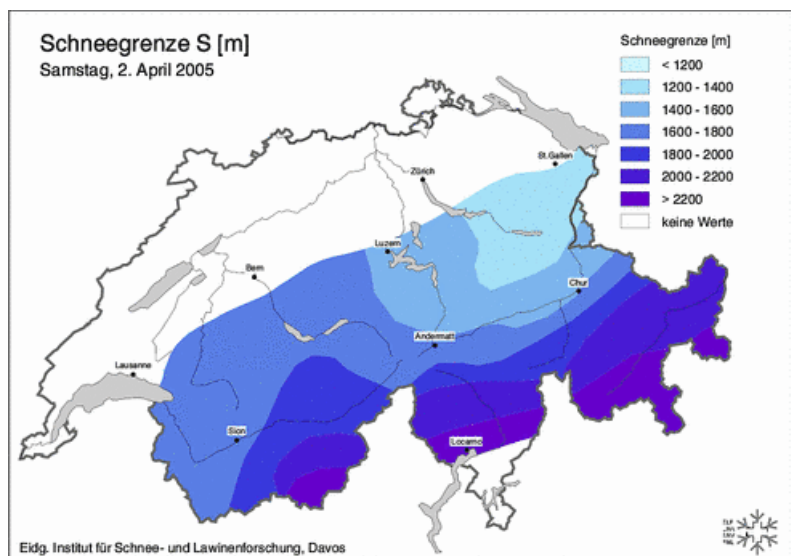 Schneegrenze S [m]
Samstag, 2. April 2005
Schneegrenze [m]
< 1200
1200 - 1400
1400 - 1600
1600 - 1800
1800 - 2000
2000 - 2200
> 2200
keine Werte
St.Gallen
Zürich
Luzern
Bern
Chur
Andermatt
Lausanne
Sion
Locarno
Eidg. Institut für Schnee- und Lawinenforschung, Davos